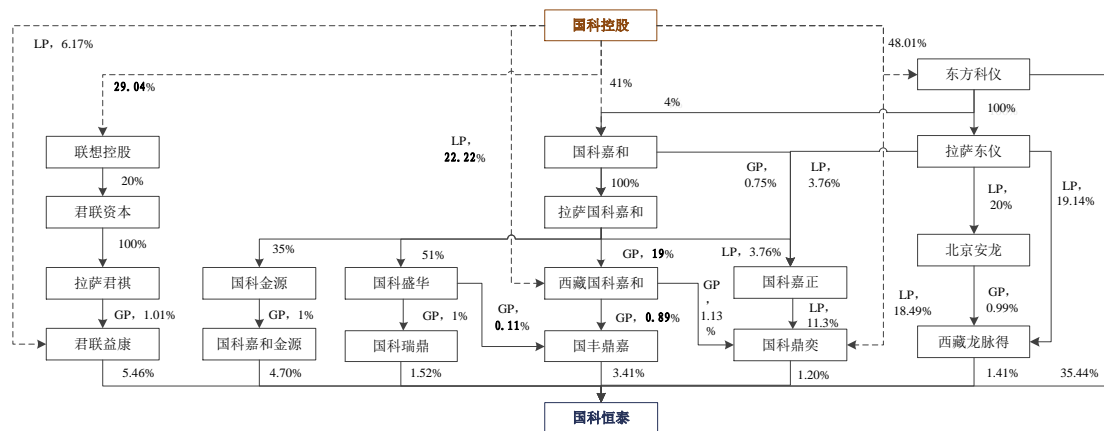 国科控股
LP，6.17%
48.01%
东方科仪
29.04%
41%
4%
100%
LP，
22.22%
联想控股
国科嘉和
拉萨东仪
GP，
0.75%
LP，
3.76%
20%
100%
LP，
20%
LP，
19.14%
君联资本
拉萨国科嘉和
100%
35%
51%
GP，19%
LP，3.76%
北京安龙
拉萨君祺
国科金源
国科盛华
西藏国科嘉和
国科嘉正
GP，1.01%
GP，1%
GP，1%
GP，
0.11%
GP，0.89%
GP
，
1.13
%
LP，
11.3%
LP，
18.49%
GP，
0.99%
君联益康
国科嘉和金源
国科瑞鼎
国丰鼎嘉
国科鼎奕
西藏龙脉得
5.46%
4.70%
1.52%
3.41%
1.20%
1.41%
35.44%
国科恒泰